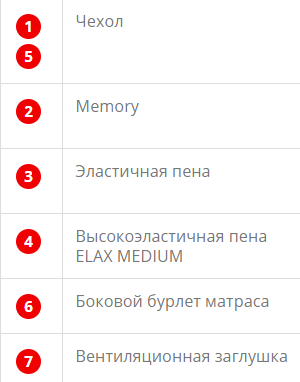 1 Чехол
5
2 Memory
3 Эластичная пена
4 Высокоэластичная пена
ELAX MEDIUM
6 Боковой бурлет матраса
7 Вентиляционная заглушка